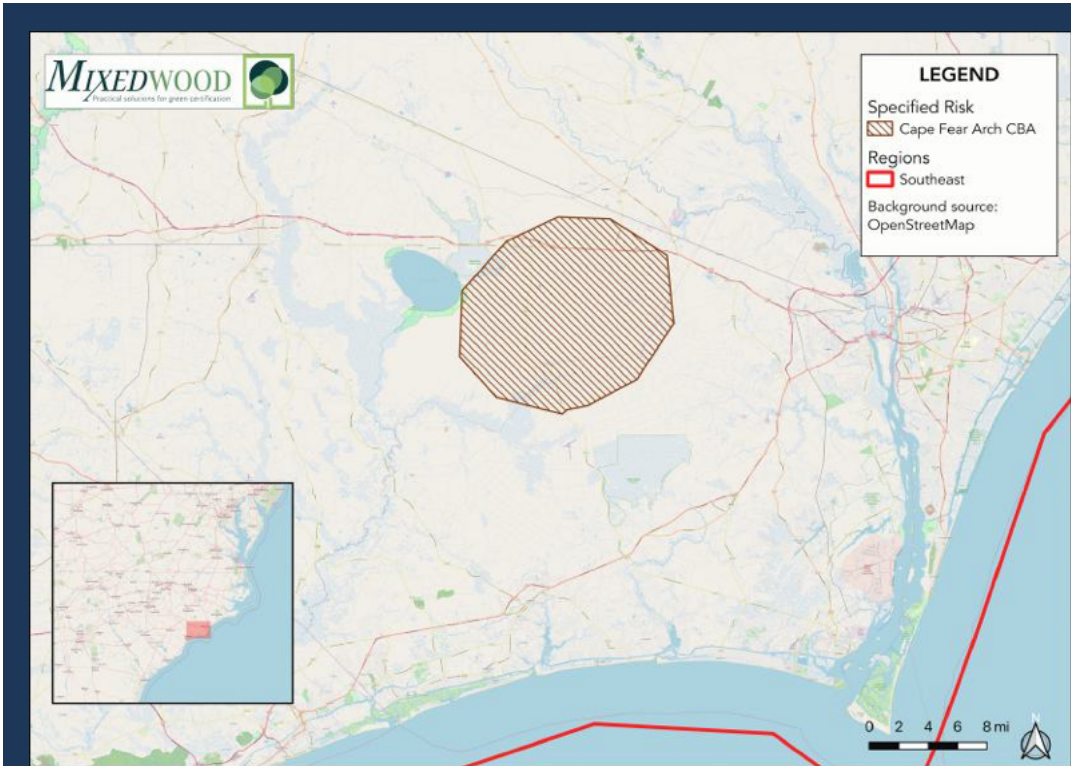 MIXEDWOOD
Practical solutions for green certification
LEGEND
Specified Risk
Cape Fear Arch CBA
Regions
Southeast
Background source:
OpenStreetMap
0 2 4 6 8 mi
N